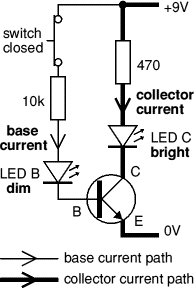 +9V
switch
closed
470
10k
collector
current
base
current
LED C
bright
LED B
dim
C
B
E
0V
base current path
collector current path